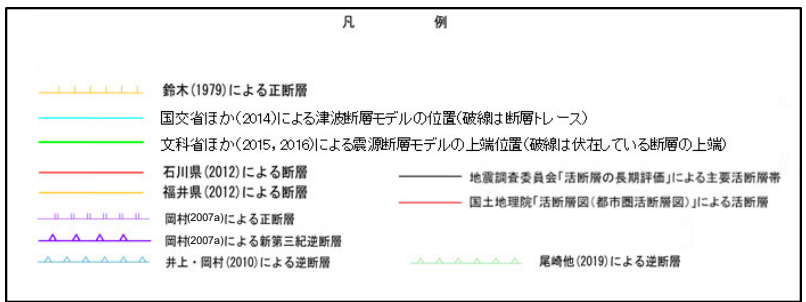 凡 例
鈴木(1979)による正断層
国交省ほか(2014)による津波断層モデルの位置(破線は断層トレース)
文科省ほか(2015, 2016)による震源断層モデルの上端位置(破線は伏在している断層の上端)
石川県(2012)による断層
福井県(2012)による断層
岡村(2007a)による正断層
岡村(2007a)による新第三紀逆断層
井上・岡村(2010)による逆断層
地震調査委員会「活断層の長期評価」による主要活断層帯
国土地理院「活断層図(都市圏活断層図)」による活断層
尾崎他(2019)による逆断層